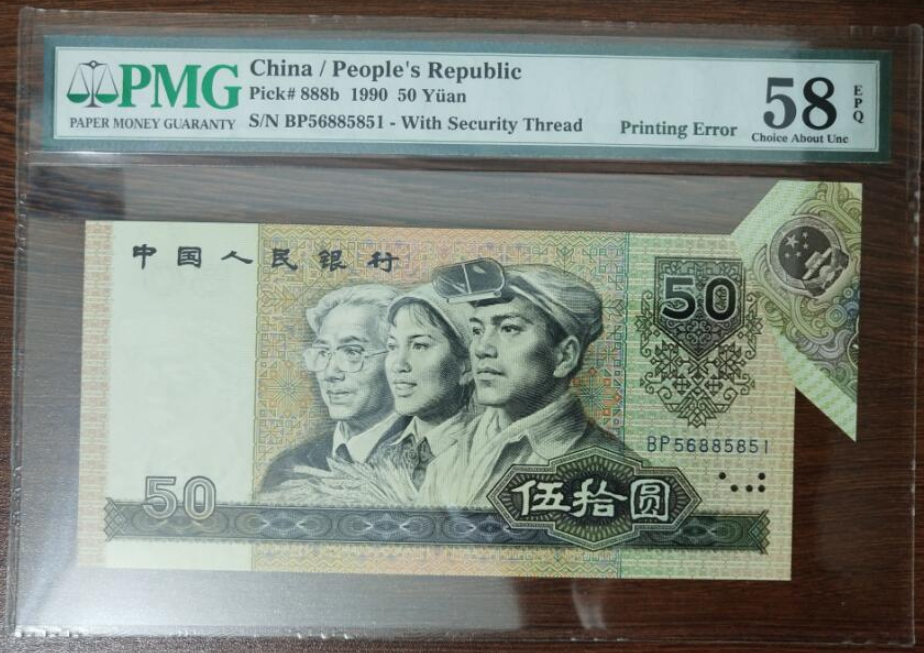 PMG
PAPER MONEY GUARANTY
China / People's Republic
Pick# 888b 1990 50 Yüan
S/N BP56885851 - With Security Thread
Printing Error
58
EPQ
Choice About Unc
中国人民银行
50
BP56885851
50
伍拾圆